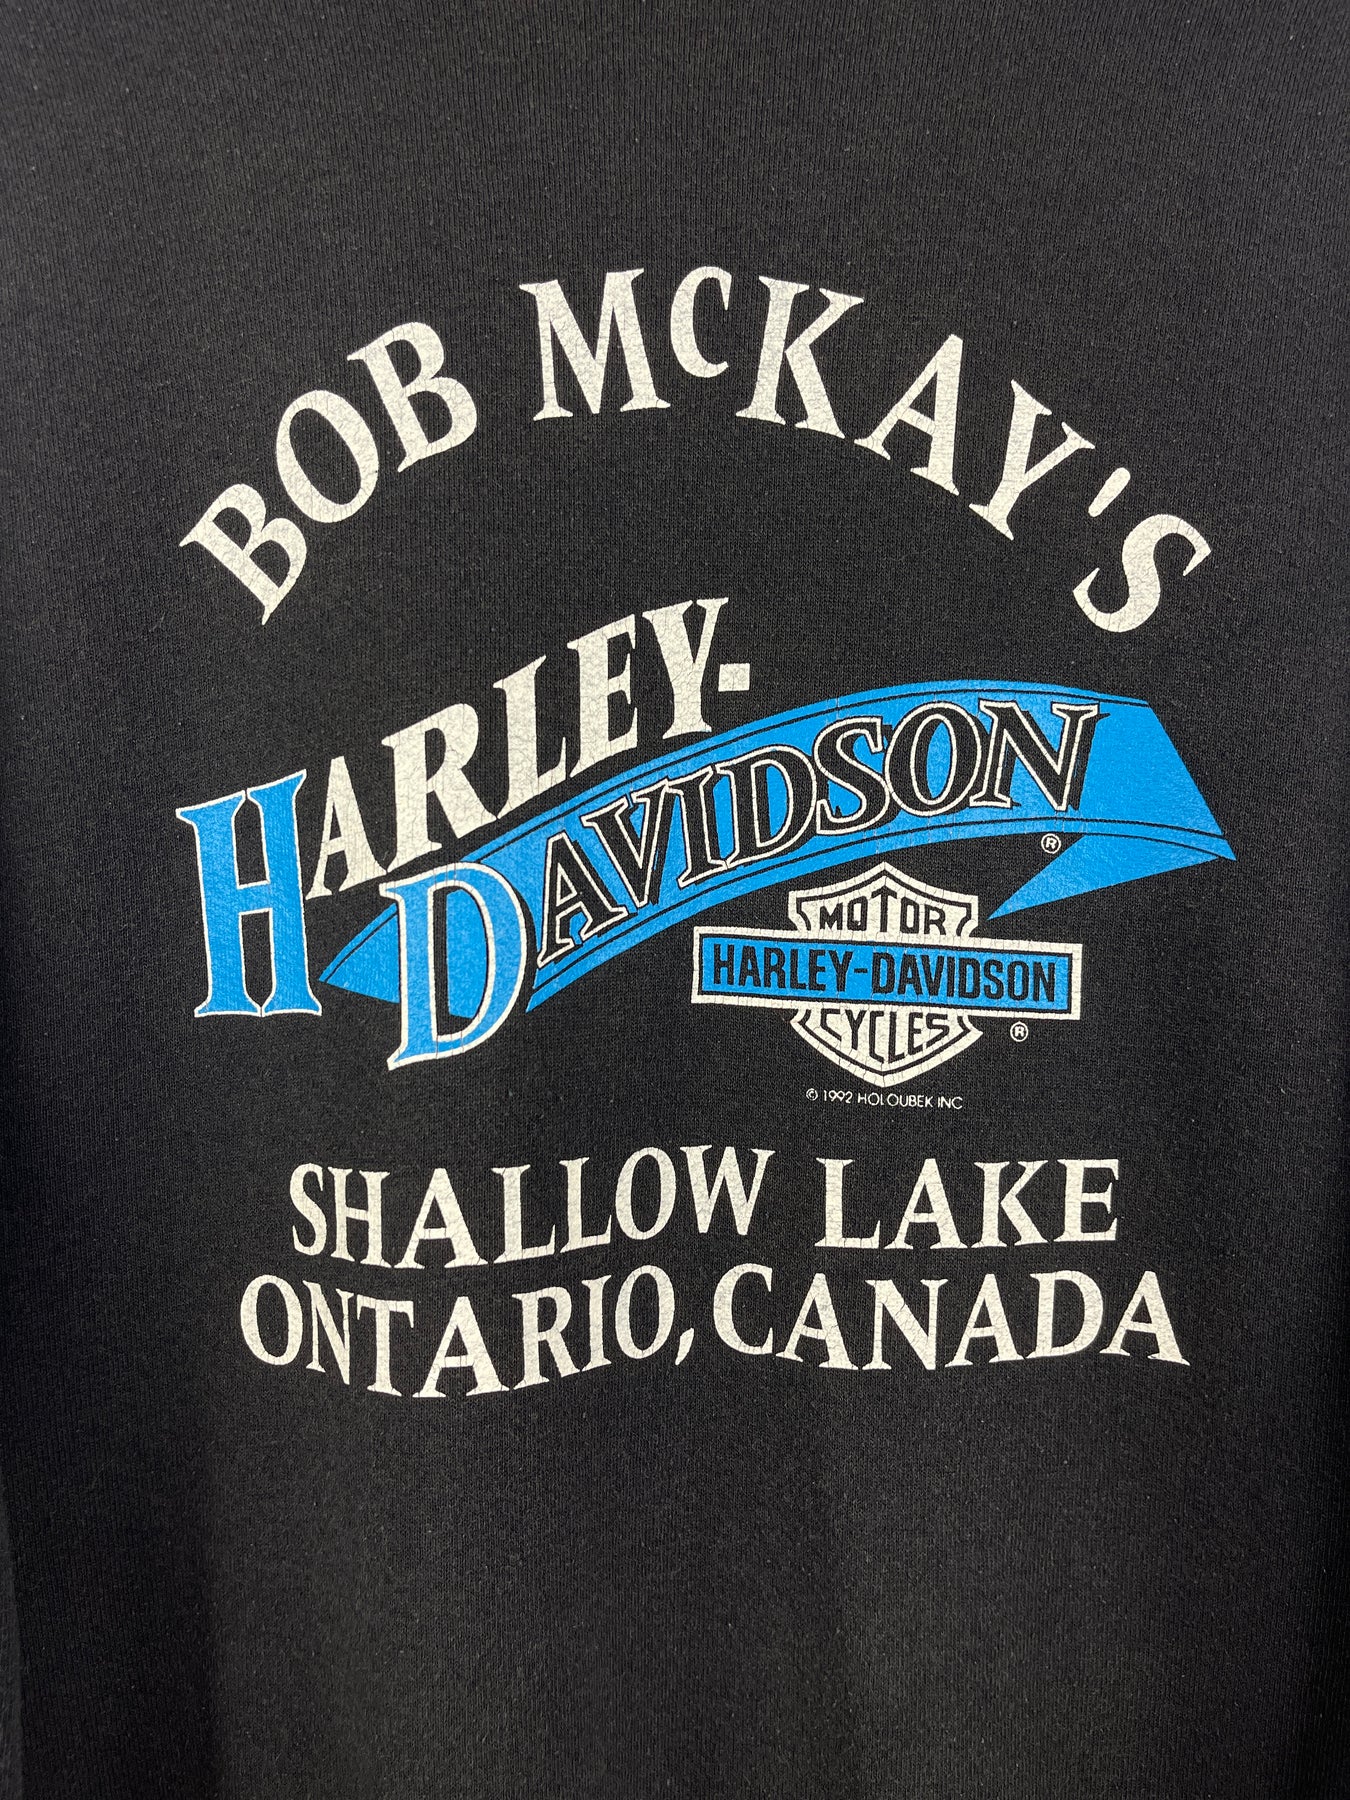 BOB McKAY'S
HARLEY-
DAVIDSON ®
MOTOR
HARLEY-DAVIDSON
CYCLES ®
© 1992 HOLOUBEK INC
SHALLOW LAKE
ONTARIO, CANADA